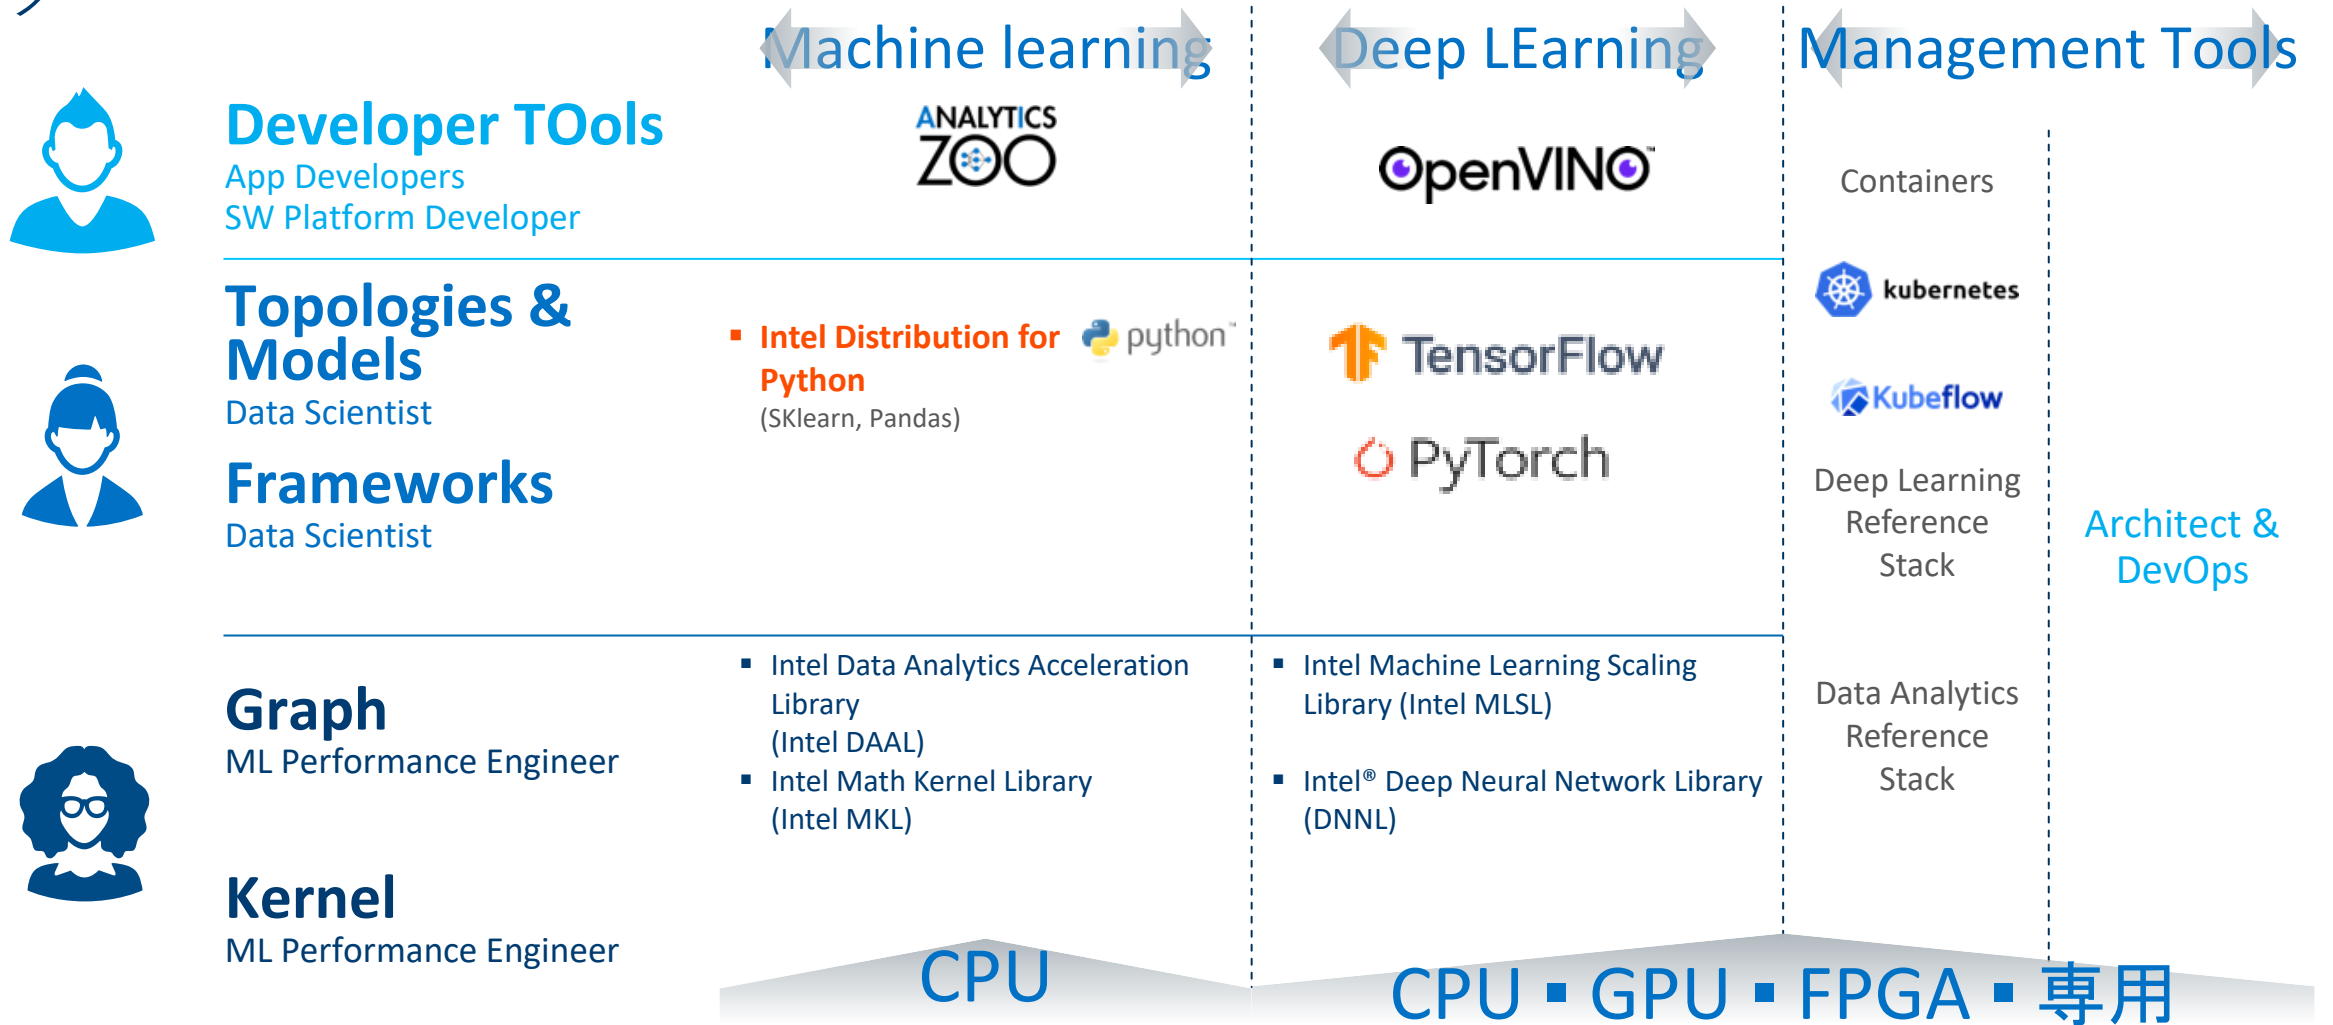 Machine learning
Deep LEarning
Management Tools
Developer TOols
App Developers
SW Platform Developer
ANALYTICS
ZOO
OpenVINO™
Containers
kubernetes
Kubeflow
Deep Learning
Reference
Stack
Data Analytics
Reference
Stack
Architect &
DevOps
Topologies &
Models
Data Scientist
Frameworks
Data Scientist
▪ Intel Distribution for
Python
(SKlearn, Pandas)
python™
TensorFlow
PyTorch
Graph
ML Performance Engineer
Kernel
ML Performance Engineer
▪ Intel Data Analytics Acceleration
Library
(Intel DAAL)
▪ Intel Math Kernel Library
(Intel MKL)
▪ Intel Machine Learning Scaling
Library (Intel MLSL)
▪ Intel® Deep Neural Network Library
(DNNL)
CPU
CPU ▪ GPU ▪ FPGA ▪ 専用